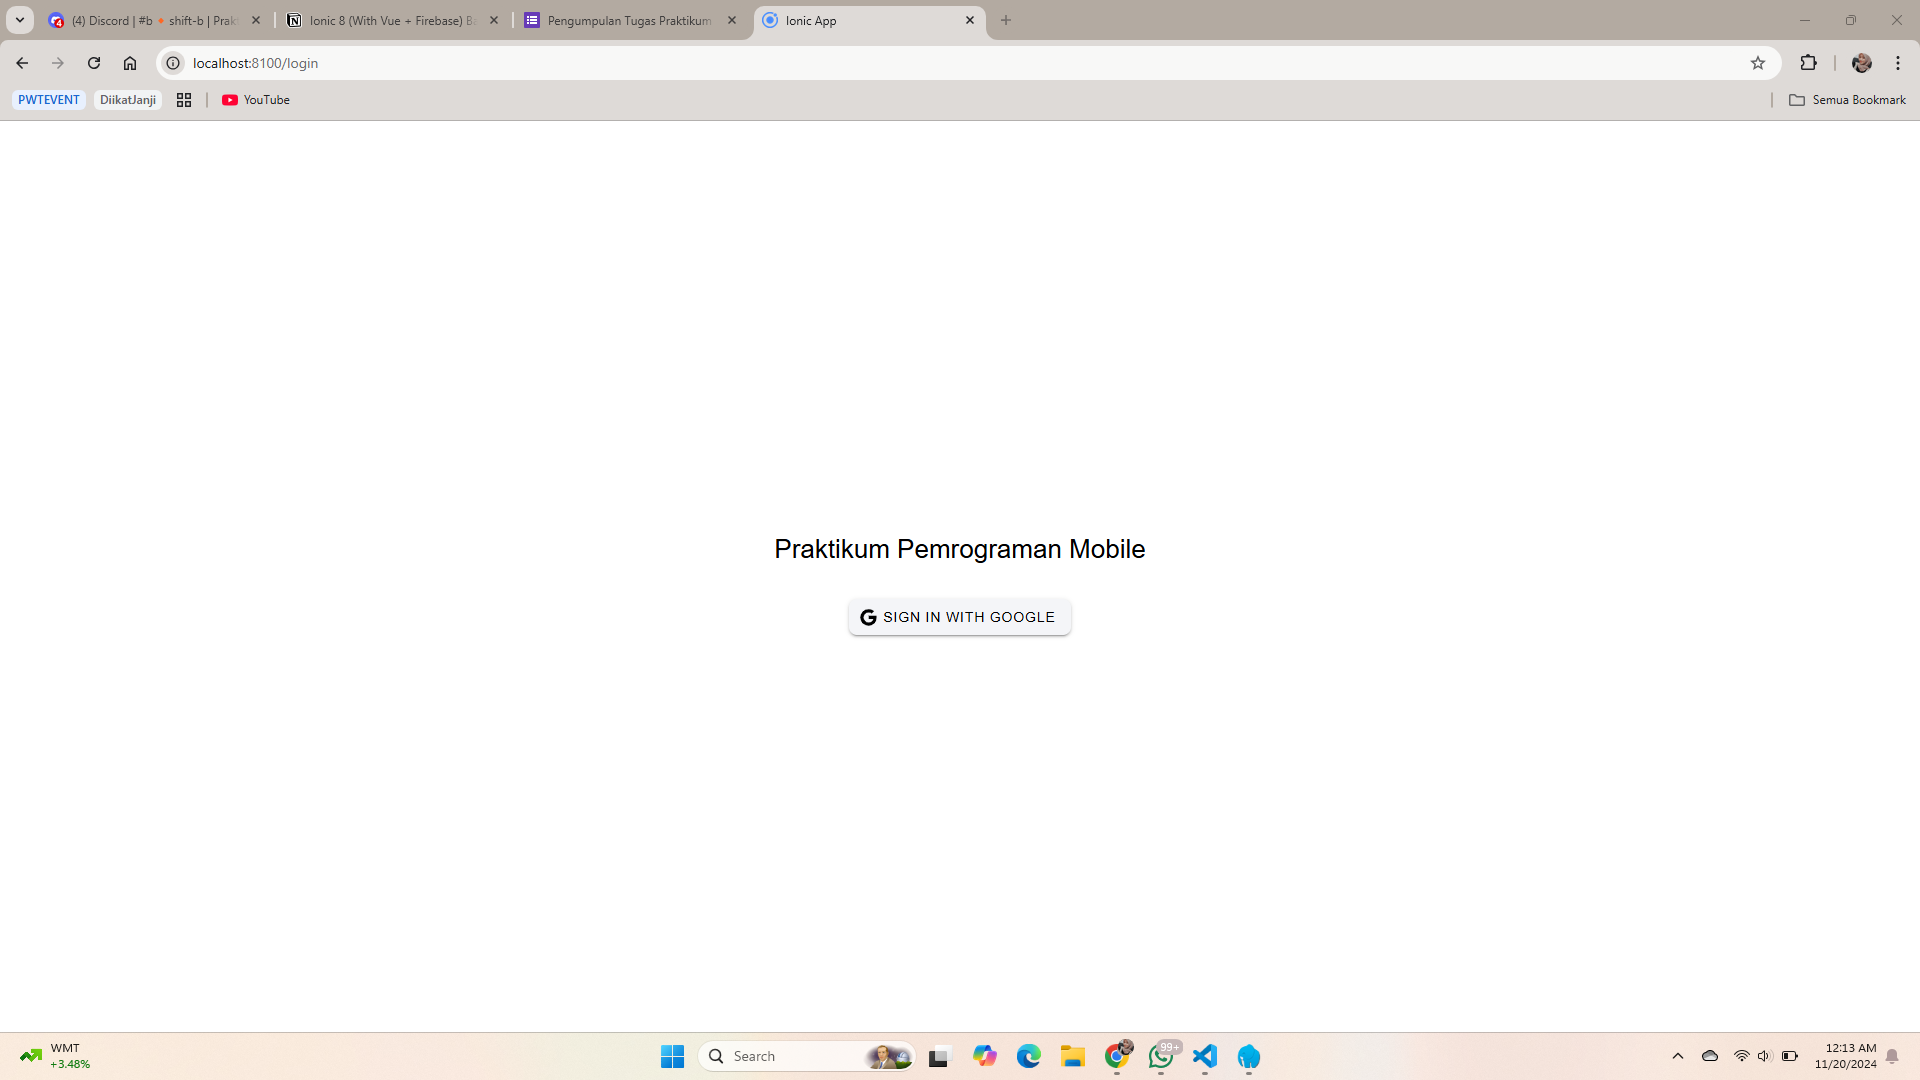 (4) Discord | #b 🔸 shift-b | Prak
Ionic 8 (With Vue + Firebase) Ba
Pengumpulan Tugas Praktikum
Ionic App
localhost:8100/login
PWTEVENT
DiikatJanji
YouTube
Semua Bookmark
Praktikum Pemrograman Mobile
SIGN IN WITH GOOGLE
WMT
+3.48%
Search
99+
12:13 AM
11/20/2024